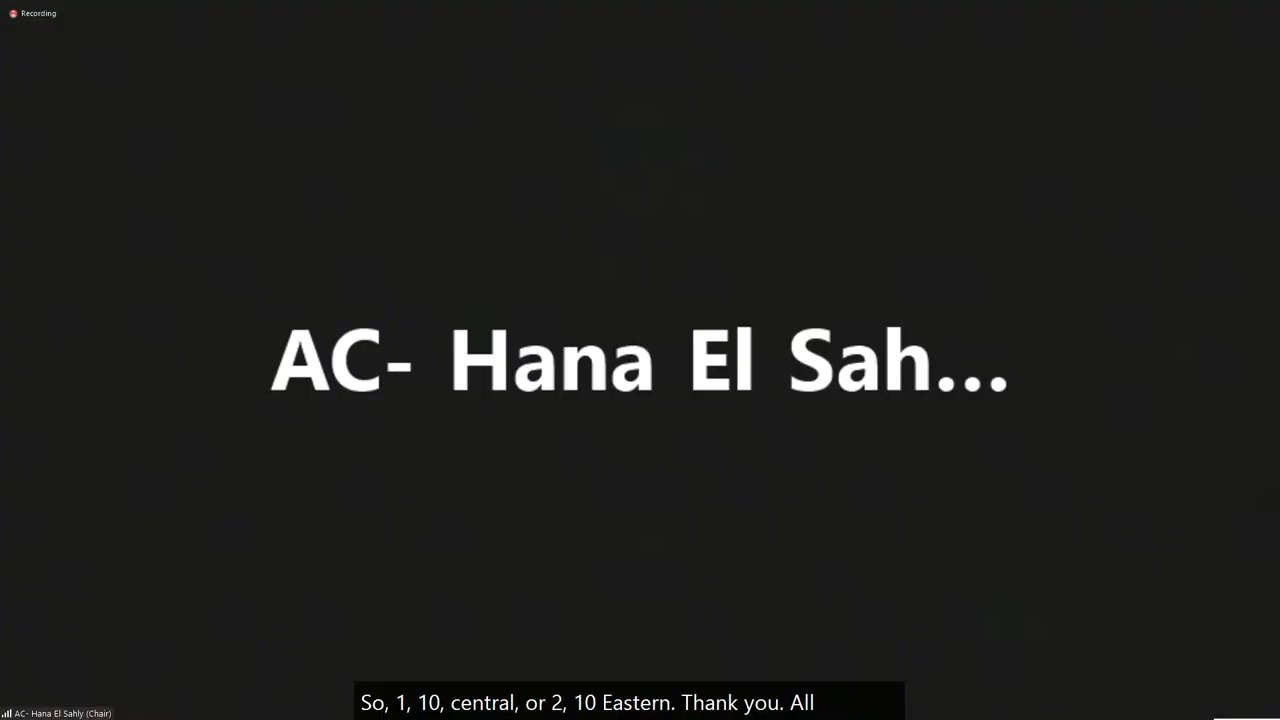 Recording
AC- Hana El Sah...
So, 1, 10, central, or 2, 10 Eastern. Thank you. All
AC- Hana El Sahly (Chair)